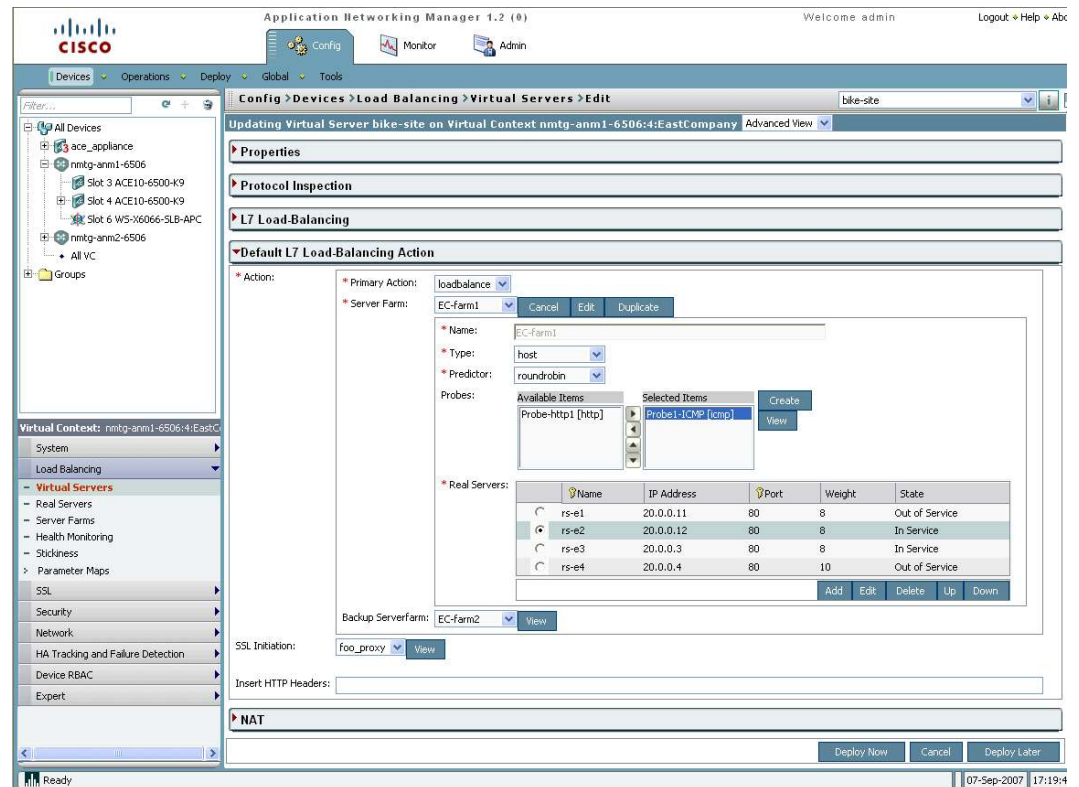 Application Networking Manager 1.2 (0)
Welcome admin
Logout Help Abo
CISCO
Config
Monitor
Admin
Devices Operations Deploy Global Tools
Filter...
Config >Devices >Load Balancing >Virtual Servers >Edit
bike-site
Updating Virtual Server bike-site on Virtual Context nmtg-anm1-6506:4:EastCompany Advanced View
All Devices
ace_appliance
nmtg-anm1-6506
Slot 3 ACE10-6500-K9
Slot 4 ACE10-6500-K9
Slot 6 WS-X6066-SLB-APC
nmtg-anm2-6506
All VC
Groups
Properties
Protocol Inspection
L7 Load-Balancing
Default L7 Load-Balancing Action
* Action:
* Primary Action: loadbalance
* Server Farm: EC-farm1 Cancel Edit Duplicate
* Name: EC-farm1
* Type: host
* Predictor: roundrobin
Probes: Available Items Selected Items
Probe-http1 [http] Probe1-ICMP [icmp]
Create
View
* Real Servers:
Name IP Address Port Weight State
rs-e1 20.0.0.11 80 8 Out of Service
rs-e2 20.0.0.12 80 8 In Service
rs-e3 20.0.0.3 80 8 In Service
rs-e4 20.0.0.4 80 10 Out of Service
Add Edit Delete Up Down
Backup Serverfarm: EC-farm2 View
SSL Initiation: foo_proxy View
Insert HTTP Headers:
NAT
Virtual Context: nmtg-anm1-6506:4:EastC
System
Load Balancing
Virtual Servers
Real Servers
Server Farms
Health Monitoring
Stickiness
Parameter Maps
SSL
Security
Network
HA Tracking and Failure Detection
Device RBAC
Expert
Deploy Now Cancel Deploy Later
Ready
07-Sep-2007 17:19:4